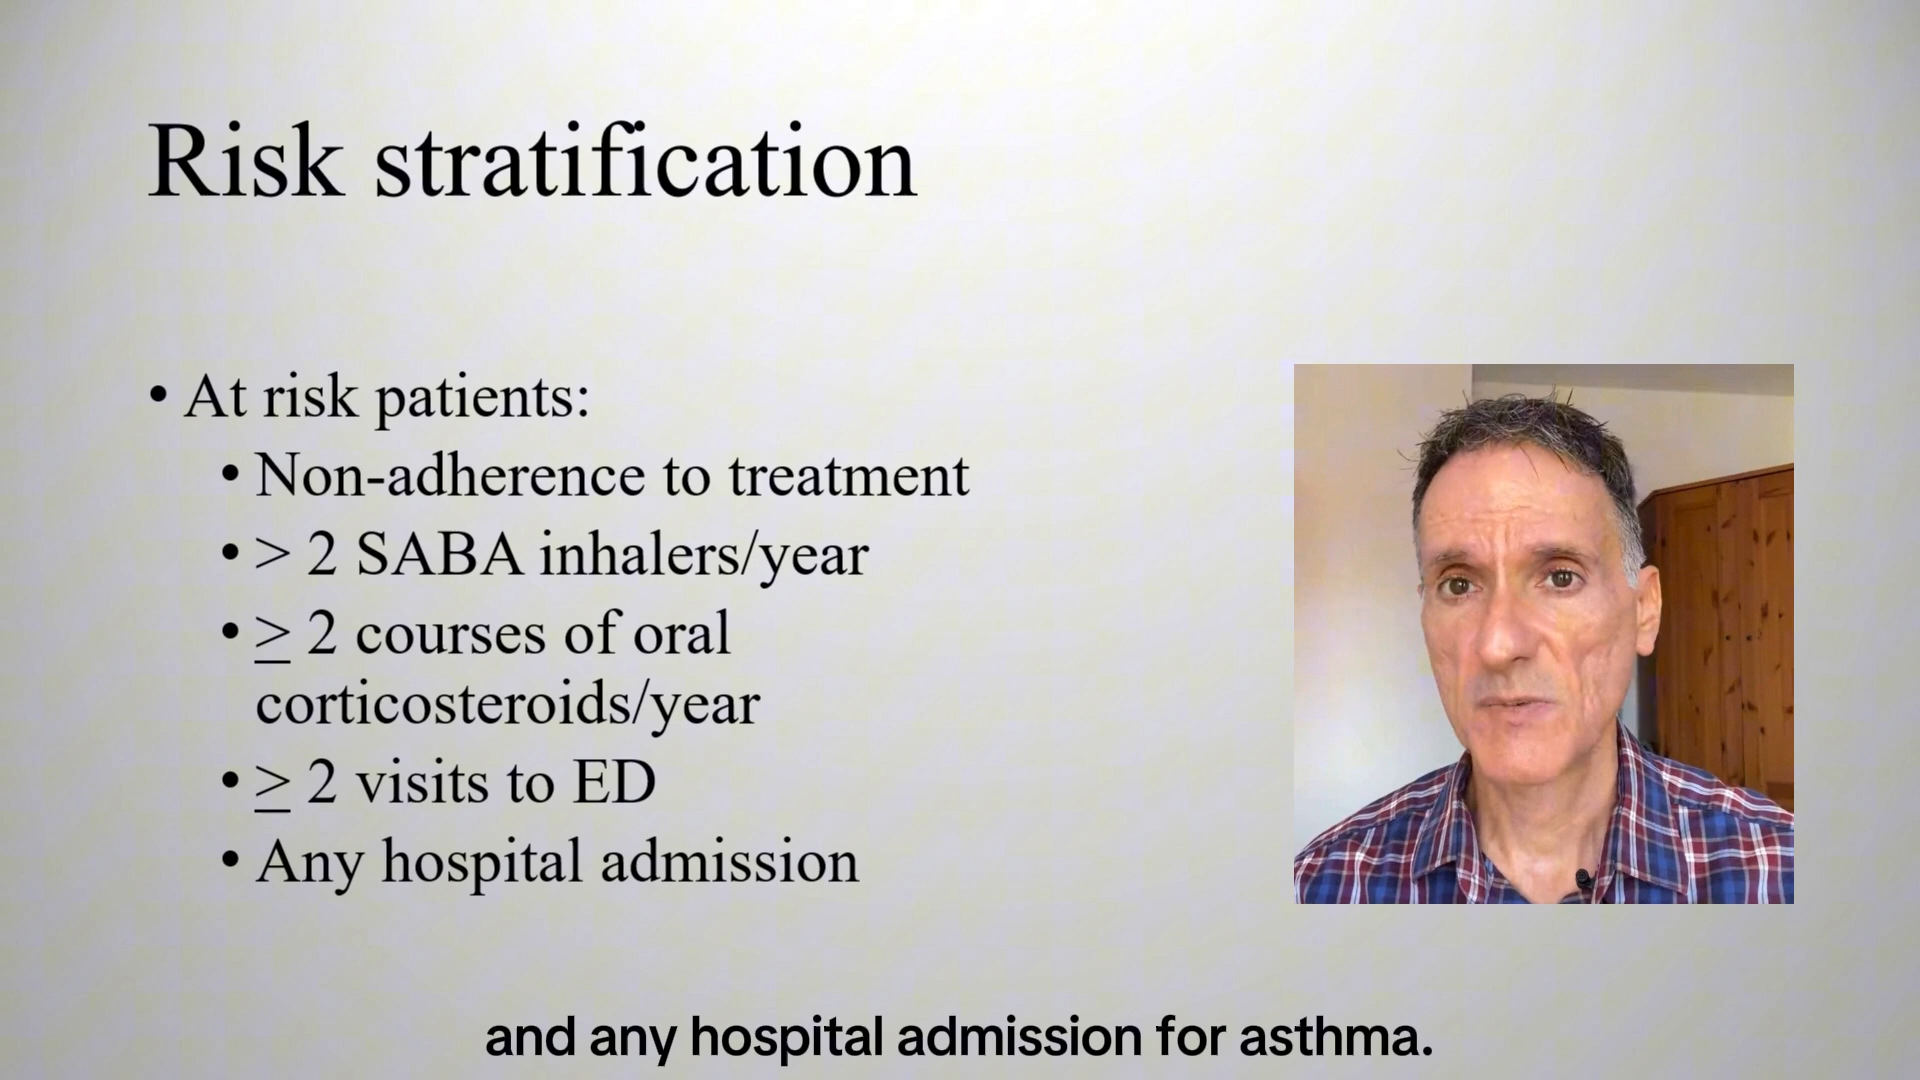 Risk stratification
• At risk patients:
• Non-adherence to treatment
• > 2 SABA inhalers/year
• ≥ 2 courses of oral
corticosteroids/year
• ≥ 2 visits to ED
• Any hospital admission
and any hospital admission for asthma.